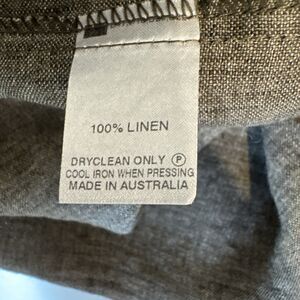 100% LINEN
DRYCLEAN ONLY Ⓟ
COOL IRON WHEN PRESSING
MADE IN AUSTRALIA